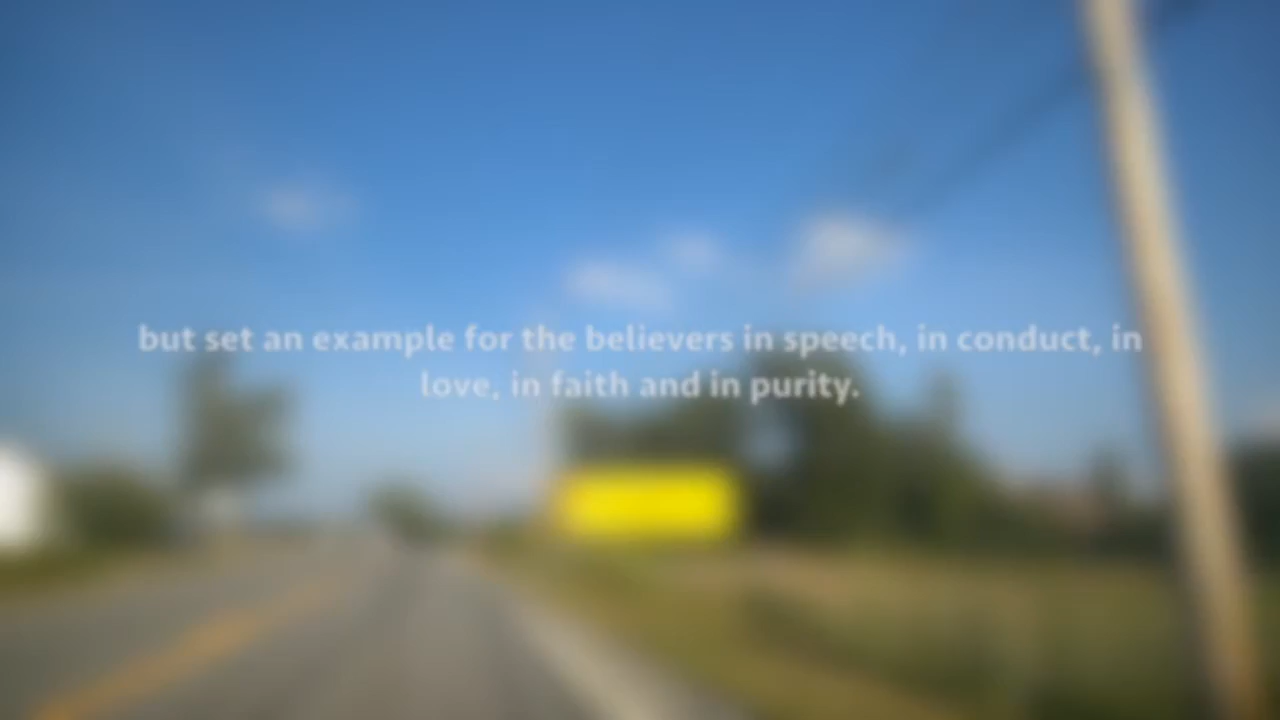 but set an example for the believers in speech, in conduct, in
love, in faith and in purity.